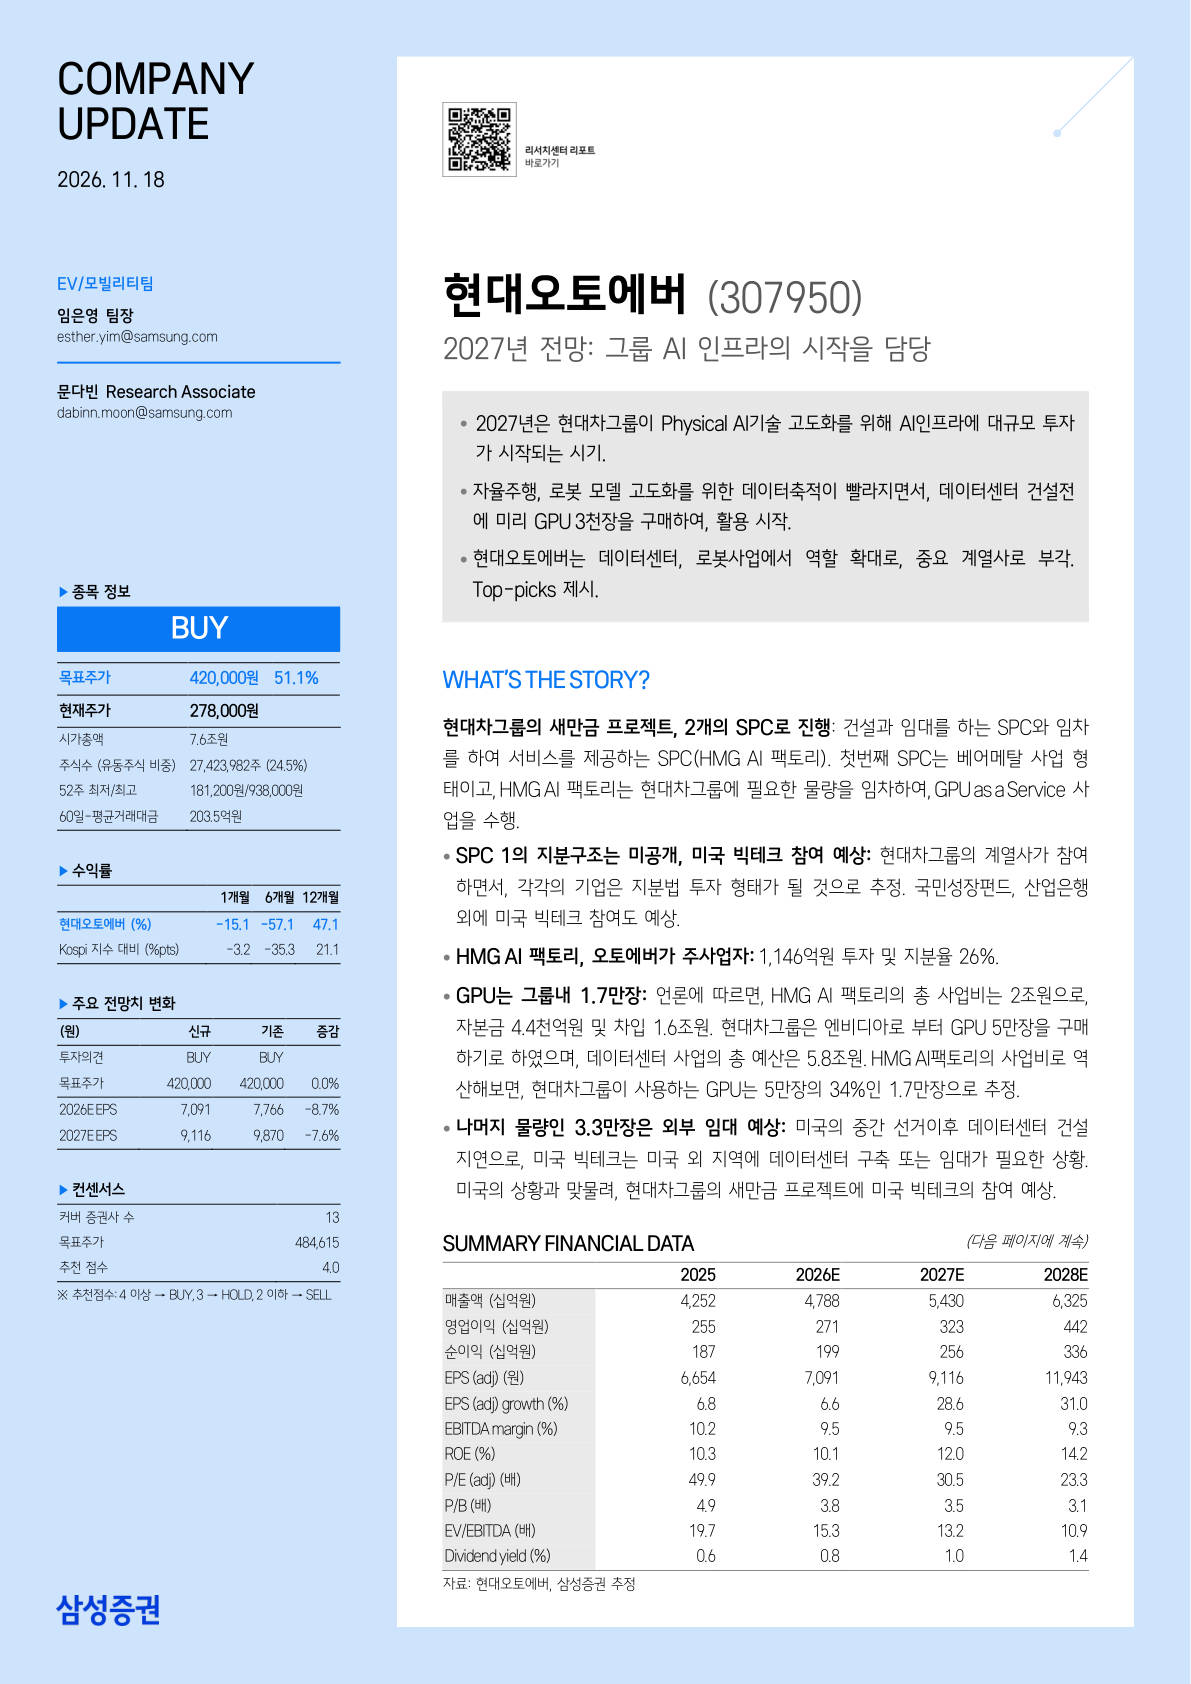 COMPANY
UPDATE
2026. 11. 18
EV/모빌리티팀
임은영 팀장
esther.yim@samsung.com
문다빈 Research Associate
dabinn.moon@samsung.com
▶ 종목 정보
BUY
목표주가 420,000원 51.1%
현재주가 278,000원
시가총액 7.6조원
주식수 (유동주식 비중) 27,423,982주 (24.5%)
52주 최저/최고 181,200원/938,000원
60일-평균거래대금 203.5억원
▶ 수익률
1개월 6개월 12개월
현대오토에버 (%) -15.1 -57.1 47.1
Kospi 지수 대비 (%pts) -3.2 -35.3 21.1
▶ 주요 전망치 변화
(원) 신규 기존 증감
투자의견 BUY BUY
목표주가 420,000 420,000 0.0%
2026E EPS 7,091 7,766 -8.7%
2027E EPS 9,116 9,870 -7.6%
▶ 컨센서스
커버 증권사 수 13
목표주가 484,615
추천 점수 4.0
※ 추천점수: 4 이상 → BUY, 3 → HOLD, 2 이하 → SELL
삼성증권
리서치센터 리포트
바로가기
현대오토에버 (307950)
2027년 전망: 그룹 AI 인프라의 시작을 담당
• 2027년은 현대차그룹이 Physical AI기술 고도화를 위해 AI인프라에 대규모 투자
가 시작되는 시기.
• 자율주행, 로봇 모델 고도화를 위한 데이터축적이 빨라지면서, 데이터센터 건설전
에 미리 GPU 3천장을 구매하여, 활용 시작.
• 현대오토에버는 데이터센터, 로봇사업에서 역할 확대로, 중요 계열사로 부각.
Top-picks 제시.
WHAT'S THE STORY?
현대차그룹의 새만금 프로젝트, 2개의 SPC로 진행: 건설과 임대를 하는 SPC와 임차
를 하여 서비스를 제공하는 SPC(HMG AI 팩토리). 첫번째 SPC는 베어메탈 사업 형
태이고, HMG AI 팩토리는 현대차그룹에 필요한 물량을 임차하여, GPU as a Service 사
업을 수행.
• SPC 1의 지분구조는 미공개, 미국 빅테크 참여 예상: 현대차그룹의 계열사가 참여
하면서, 각각의 기업은 지분법 투자 형태가 될 것으로 추정. 국민성장펀드, 산업은행
외에 미국 빅테크 참여도 예상.
• HMG AI 팩토리, 오토에버가 주사업자: 1,146억원 투자 및 지분율 26%.
• GPU는 그룹내 1.7만장: 언론에 따르면, HMG AI 팩토리의 총 사업비는 2조원으로,
자본금 4.4천억원 및 차입 1.6조원. 현대차그룹은 엔비디아로 부터 GPU 5만장을 구매
하기로 하였으며, 데이터센터 사업의 총 예산은 5.8조원. HMG AI팩토리의 사업비로 역
산해보면, 현대차그룹이 사용하는 GPU는 5만장의 34%인 1.7만장으로 추정.
• 나머지 물량인 3.3만장은 외부 임대 예상: 미국의 중간 선거이후 데이터센터 건설
지연으로, 미국 빅테크는 미국 외 지역에 데이터센터 구축 또는 임대가 필요한 상황.
미국의 상황과 맞물려, 현대차그룹의 새만금 프로젝트에 미국 빅테크의 참여 예상.
SUMMARY FINANCIAL DATA (다음 페이지에 계속)
2025 2026E 2027E 2028E
매출액 (십억원) 4,252 4,788 5,430 6,325
영업이익 (십억원) 255 271 323 442
순이익 (십억원) 187 199 256 336
EPS (adj) (원) 6,654 7,091 9,116 11,943
EPS (adj) growth (%) 6.8 6.6 28.6 31.0
EBITDA margin (%) 10.2 9.5 9.5 9.3
ROE (%) 10.3 10.1 12.0 14.2
P/E (adj) (배) 49.9 39.2 30.5 23.3
P/B (배) 4.9 3.8 3.5 3.1
EV/EBITDA (배) 19.7 15.3 13.2 10.9
Dividend yield (%) 0.6 0.8 1.0 1.4
자료: 현대오토에버, 삼성증권 추정